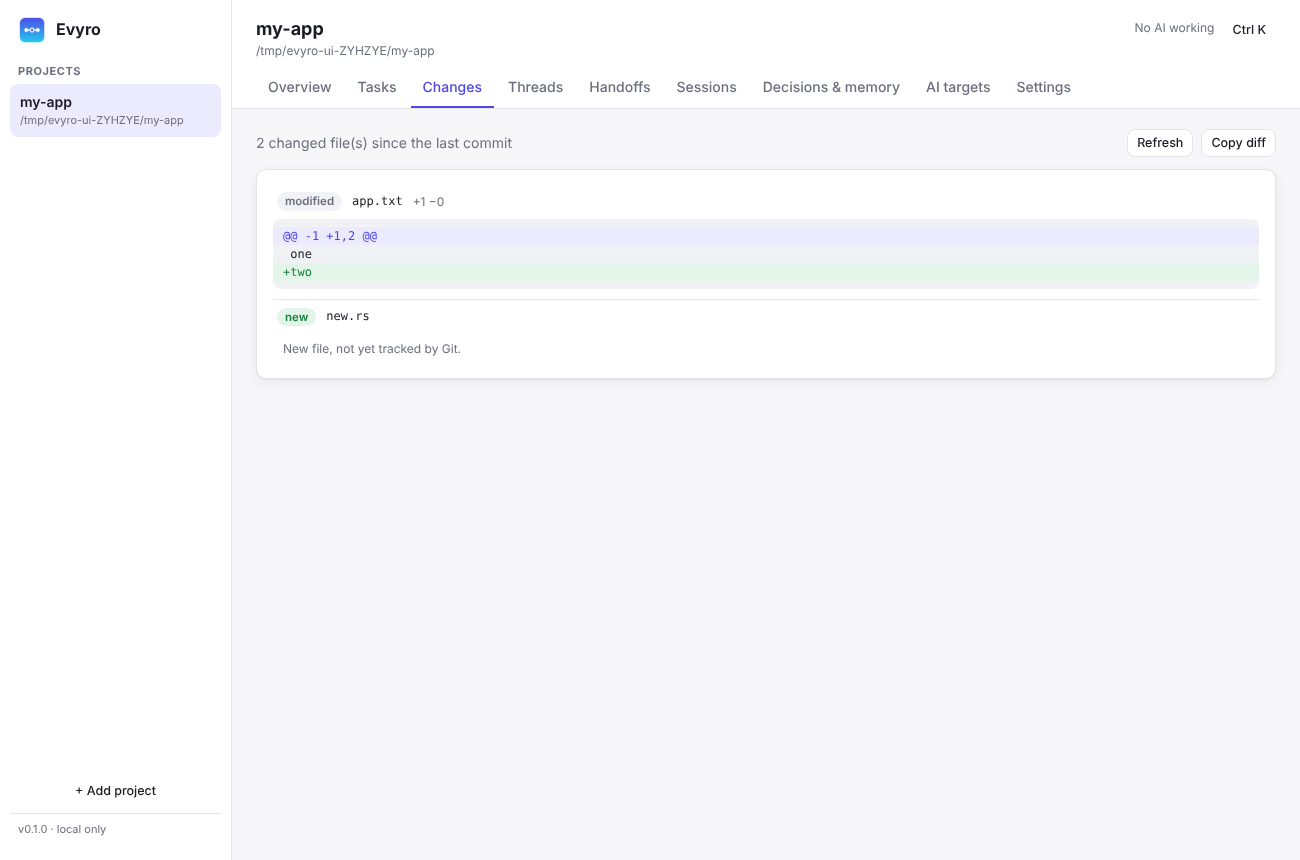 Evyro
PROJECTS
my-app
/tmp/evyro-ui-ZYHZYE/my-app
+ Add project
v0.1.0 · local only
my-app
/tmp/evyro-ui-ZYHZYE/my-app
No AI working
Ctrl K
Overview Tasks Changes Threads Handoffs Sessions Decisions & memory AI targets Settings
2 changed file(s) since the last commit
Refresh Copy diff
modified app.txt +1 −0
@@ -1 +1,2 @@
one
+two
new new.rs
New file, not yet tracked by Git.